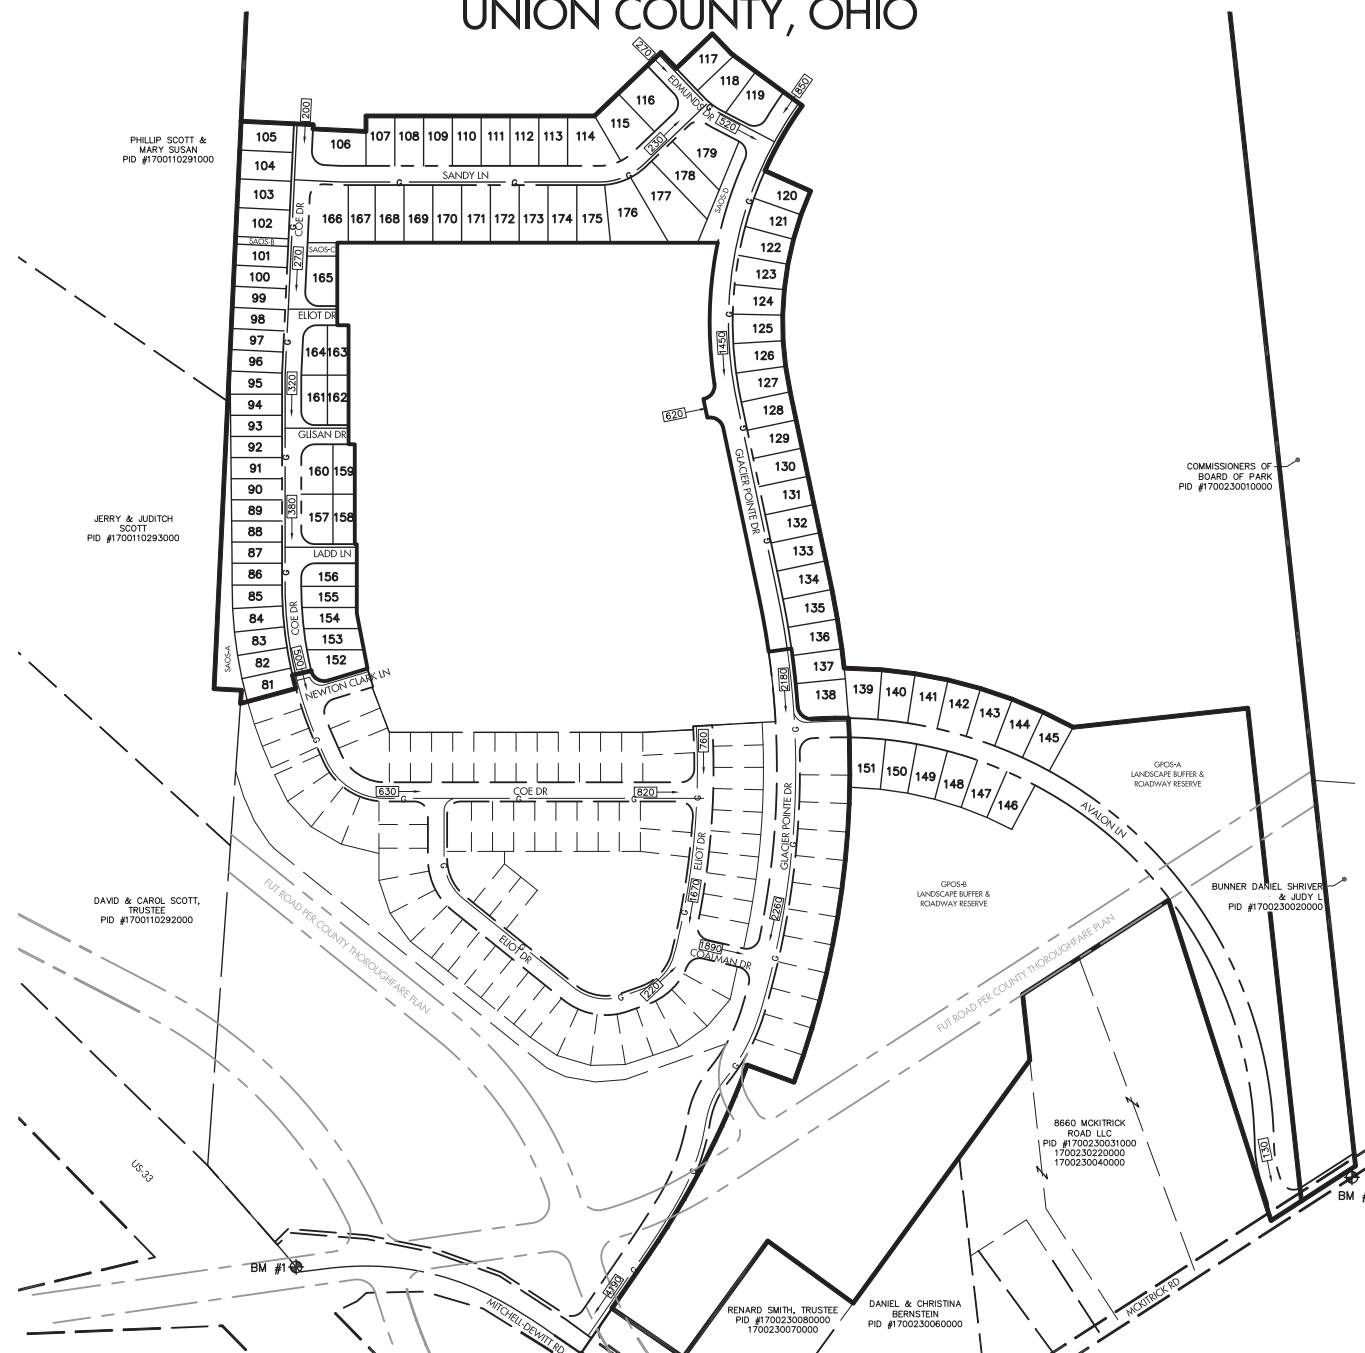 UNION COUNTY, OHIO
270
117
118
119
850
EDMUNDS DR
520
116
115
230
200
105
106
107
108
109
110
111
112
113
114
PHILLIP SCOTT &
MARY SUSAN
PID #1700110291000
104
SANDY LN
G
G
G
G
179
178
177
SAOS-D
103
102
COE DR
G
166
167
168
169
170
171
172
173
174
175
176
120
121
122
123
124
125
126
127
128
129
130
131
132
133
134
135
136
137
138
SAOS-B
SAOS-C
101
270
165
100
99
98
ELIOT DR
97
G
164
163
96
95
320
94
161
162
93
GLISAN DR
92
G
91
160
159
90
89
380
88
157
158
87
LADD LN
86
G
156
85
155
84
COE DR
154
83
153
82
500
152
81
SAOS-A
NEWTON CLARK LN
G
G
1450
620
G
GLACIER POINTE DR
G
2180
COMMISSIONERS OF
BOARD OF PARK
PID #1700230010000
JERRY & JUDITCH
SCOTT
PID #1700110293000
139
140
141
142
143
144
145
151
150
149
148
147
146
G
G
760
630
COE DR
820
G
G
G
G
GPOS-A
LANDSCAPE BUFFER &
ROADWAY RESERVE
AVALON LN
GLACIER POINTE DR
G
ELIOT DR
G
1670
G
2260
GPOS-B
LANDSCAPE BUFFER &
ROADWAY RESERVE
BUNNER DANIEL SHRIVER
& JUDY L
PID #1700230020000
DAVID & CAROL SCOTT,
TRUSTEE
PID #1700110292000
FUT ROAD PER COUNTY THOROUGHFARE PLAN
ELIOT DR
G
1890
COALMAN DR
G
220
G
FUT ROAD PER COUNTY THOROUGHFARE PLAN
G
8660 MCKITRICK
ROAD LLC
PID #1700230031000
1700230220000
1700230040000
130
US-33
G
BM #
BM #1
G
4790
MITCHELL-DEWITT RD
MCKITRICK RD
RENARD SMITH, TRUSTEE
PID #1700230080000
1700230070000
DANIEL & CHRISTINA
BERNSTEIN
PID #1700230060000